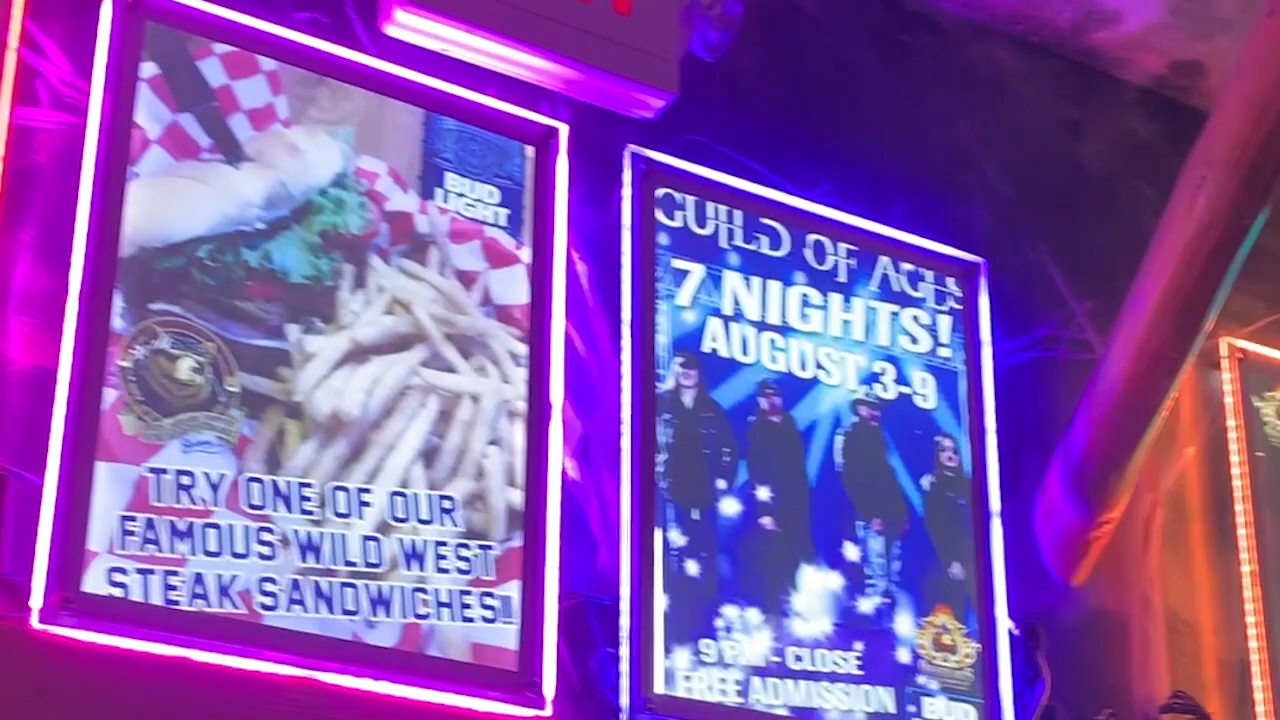 BUD
LIGHT
TRY ONE OF OUR
FAMOUS WILD WEST
STEAK SANDWICHES!
GUILD OF AGES
7 NIGHTS!
AUGUST 3-9
9 PM - CLOSE
FREE ADMISSION
BUD